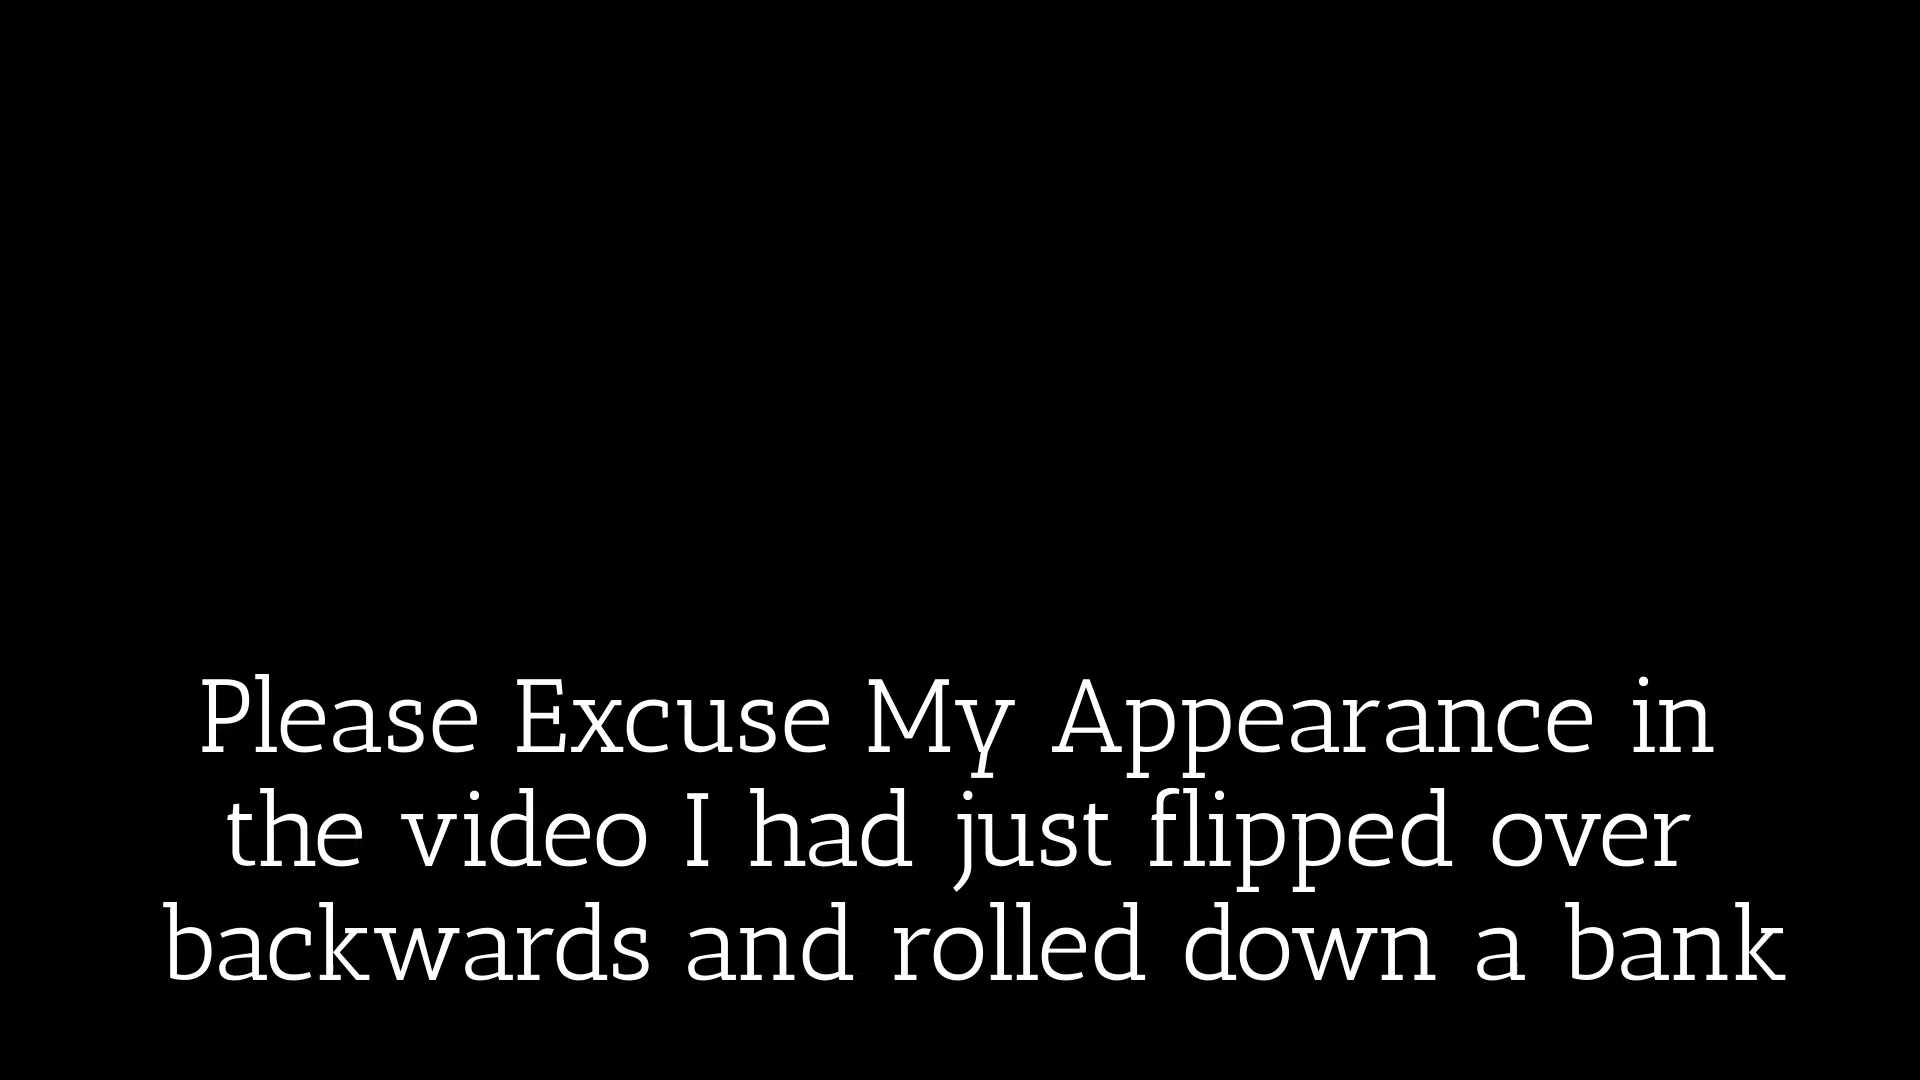 Please Excuse My Appearance in
the video I had just flipped over
backwards and rolled down a bank